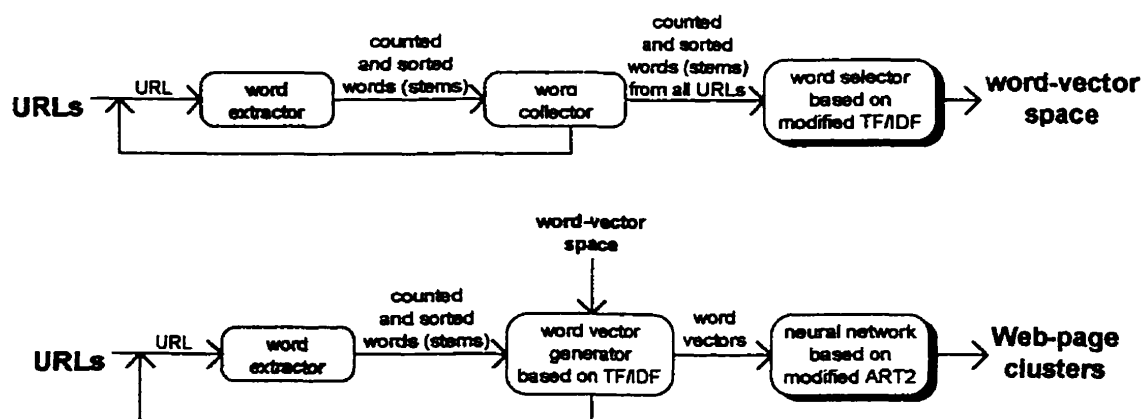 counted
and sorted
words (stems)
counted
and sorted
words (stems)
from all URLs
URLs
URL
word
extractor
word
collector
word selector
based on
modified TF/IDF
word-vector
space
word-vector
space
counted
and sorted
words (stems)
URLs
URL
word
extractor
word vector
generator
based on TF/IDF
word
vectors
neural network
based on
modified ART2
Web-page
clusters